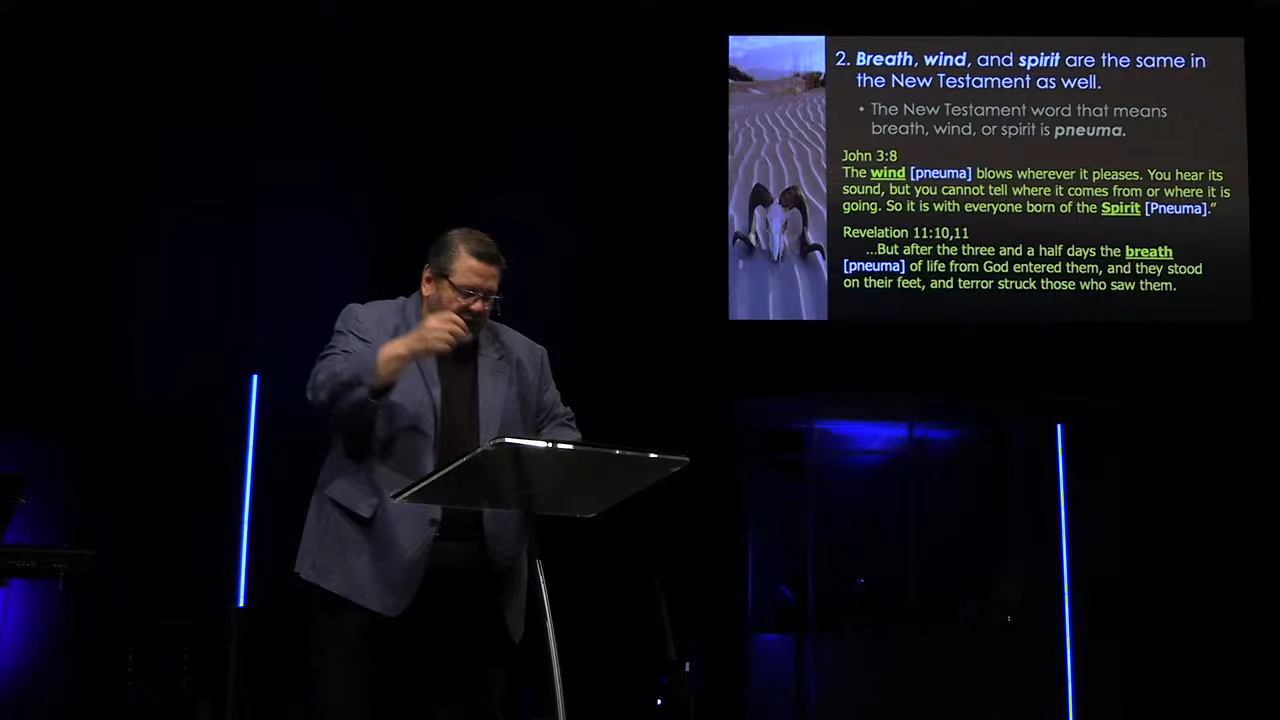 2. Breath, wind, and spirit are the same in
the New Testament as well.
• The New Testament word that means
breath, wind, or spirit is pneuma.
John 3:8
The wind [pneuma] blows wherever it pleases. You hear its
sound, but you cannot tell where it comes from or where it is
going. So it is with everyone born of the Spirit [Pneuma].”
Revelation 11:10,11
...But after the three and a half days the breath
[pneuma] of life from God entered them, and they stood
on their feet, and terror struck those who saw them.